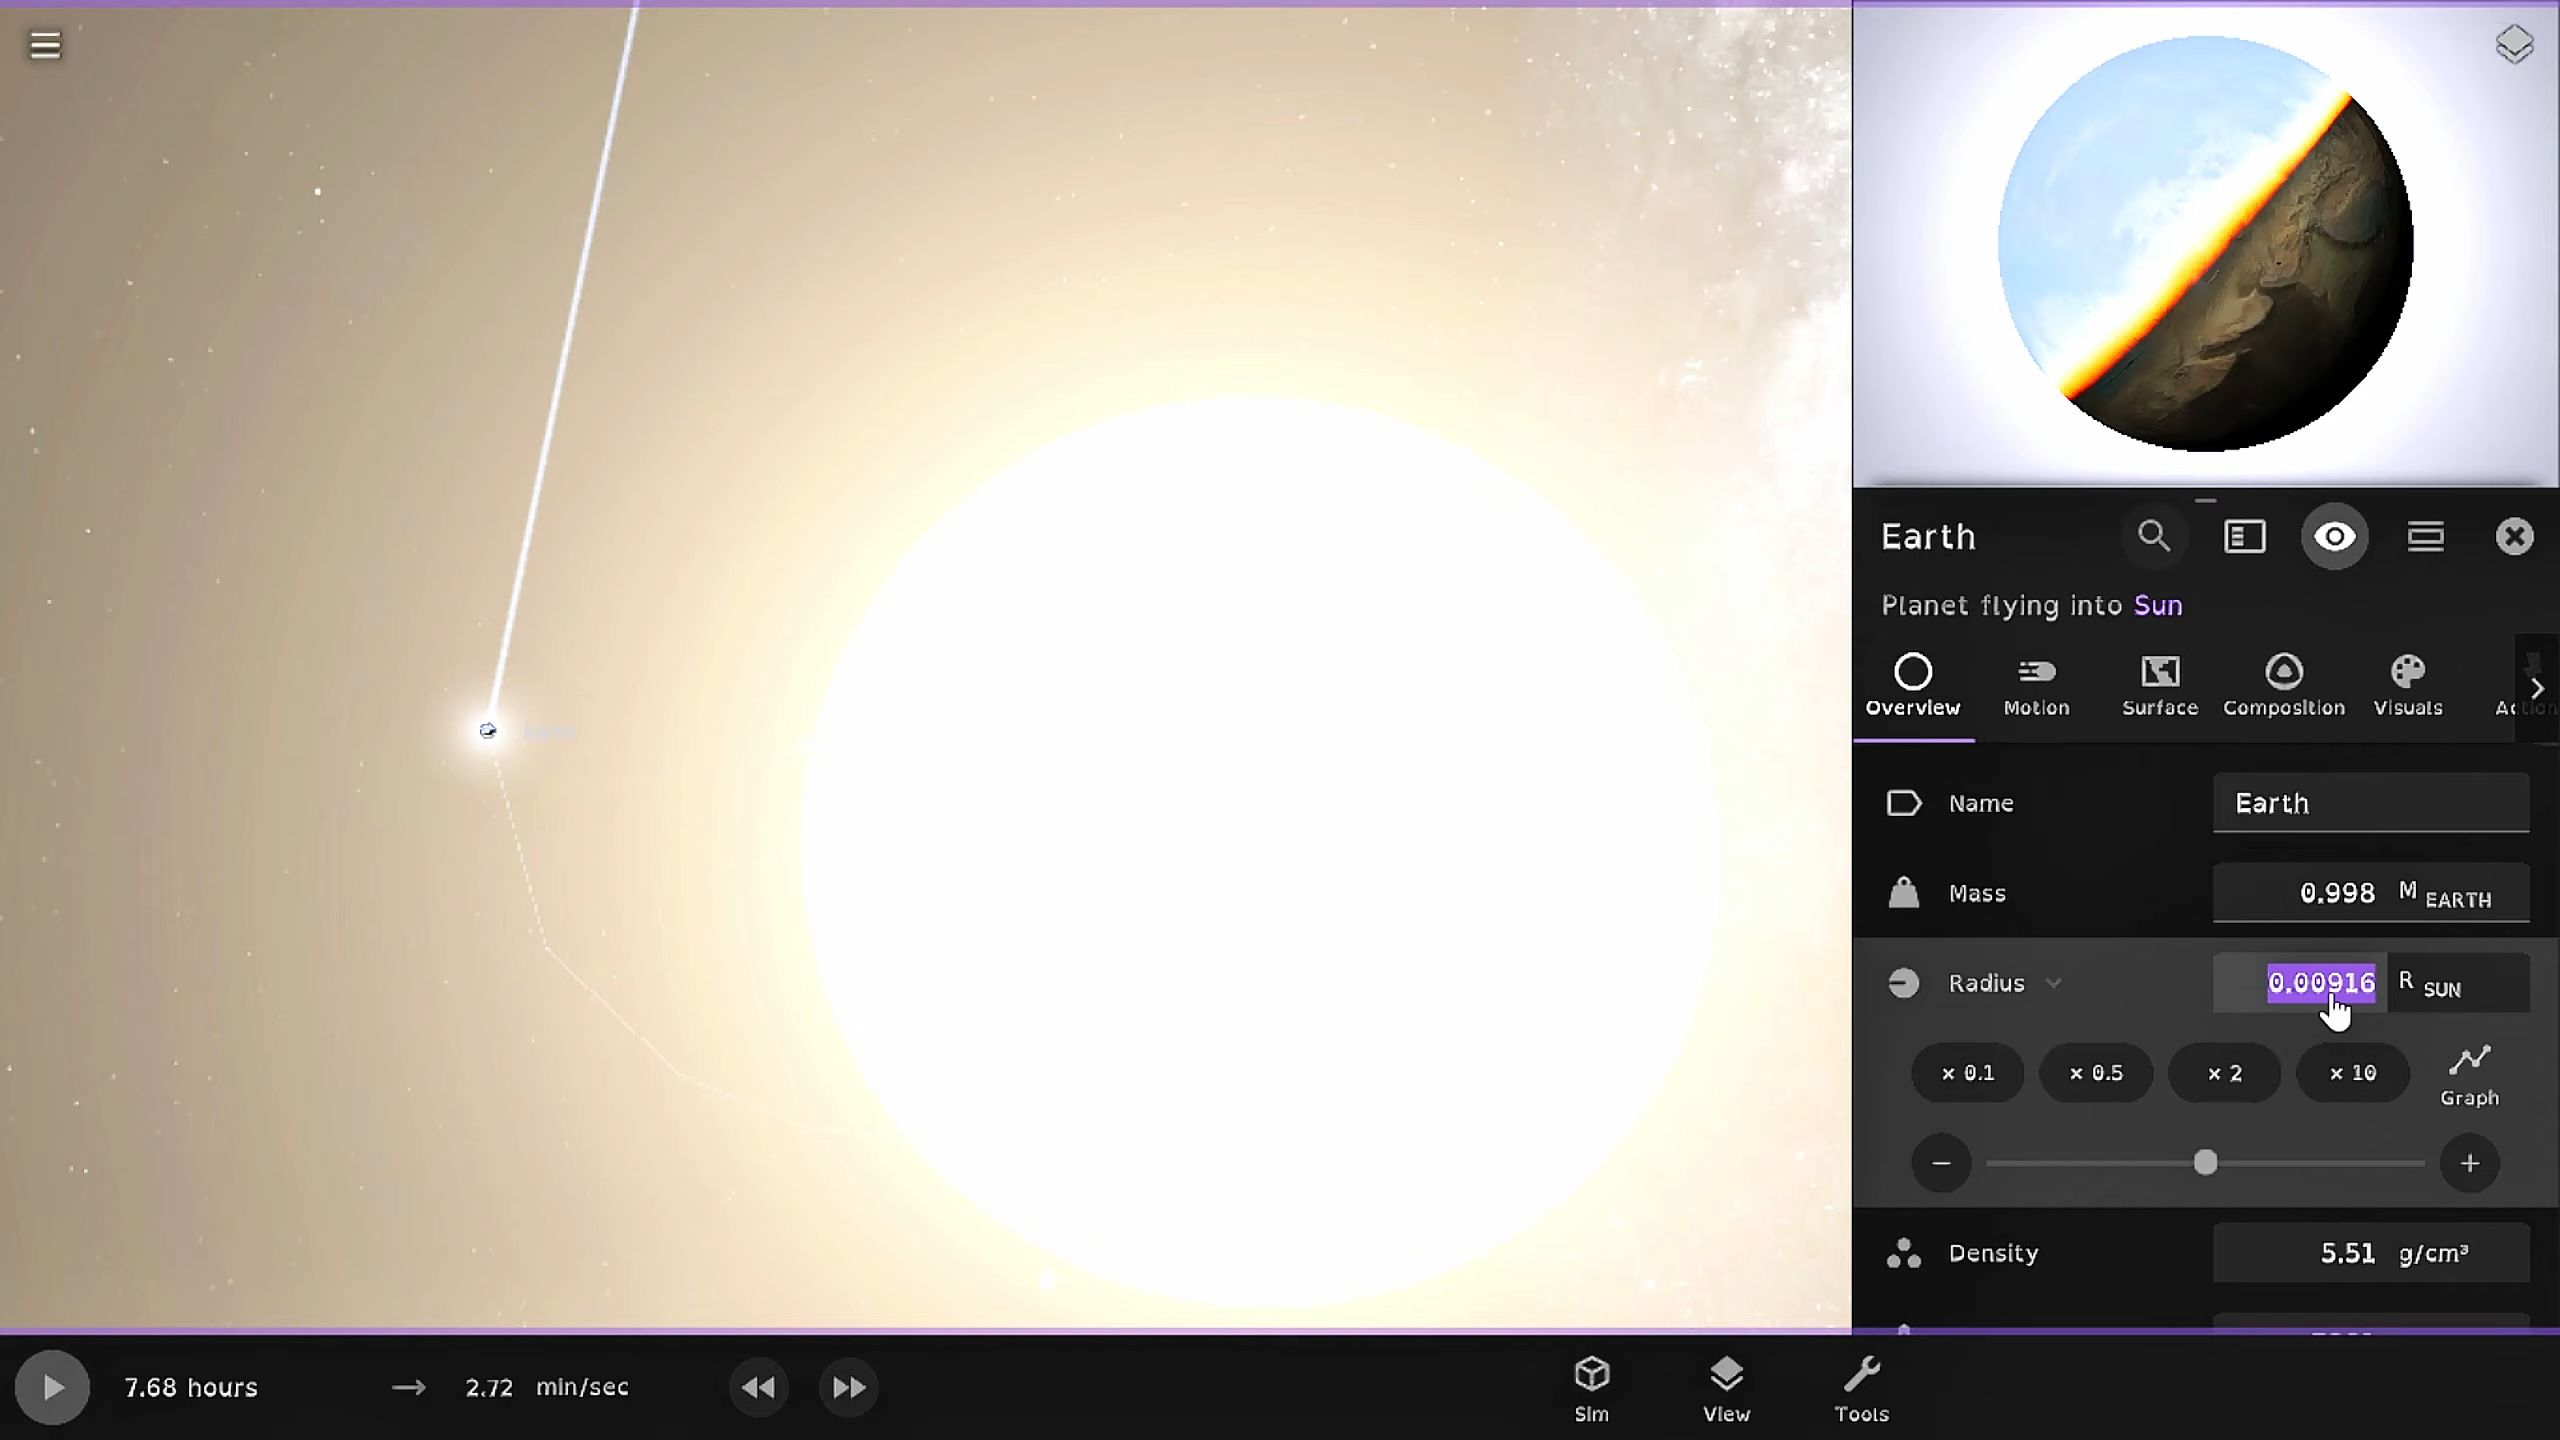 Earth
Earth
Planet flying into Sun
Overview
Motion
Surface
Composition
Visuals
Name
Earth
Mass
0.998 M EARTH
Radius
0.00916 R SUN
× 0.1
× 0.5
× 2
× 10
Graph
Density
5.51 g/cm³
7.68 hours
2.72 min/sec
Sim
View
Tools